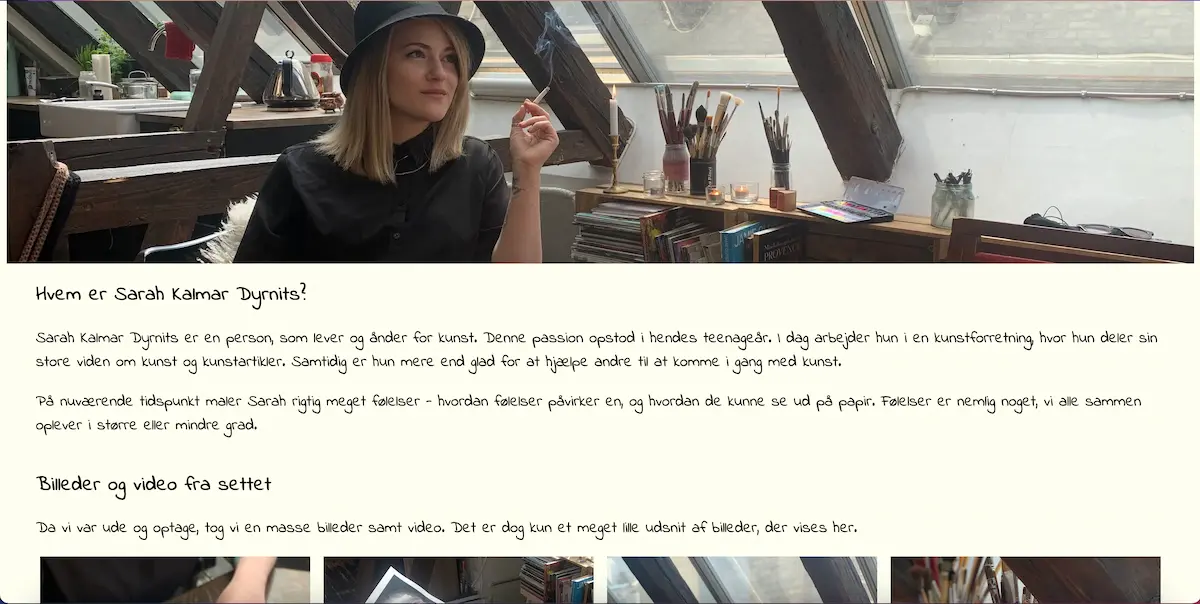 Hvem er Sarah Kalmar Dyrnits?
Sarah Kalmar Dyrnits er en person, som lever og ånder for kunst. Denne passion opstod i hendes teenageår. I dag arbejder hun i en kunstforretning, hvor hun deler sin
store viden om kunst og kunstartikler. Samtidig er hun mere end glad for at hjælpe andre til at komme i gang med kunst.
På nuværende tidspunkt maler Sarah rigtig meget følelser - hvordan følelser påvirker en, og hvordan de kunne se ud på papir. Følelser er nemlig noget, vi alle sammen
oplever i større eller mindre grad.
Billeder og video fra settet
Da vi var ude og optage, tog vi en masse billeder samt video. Det er dog kun et meget lille udsnit af billeder, der vises her.